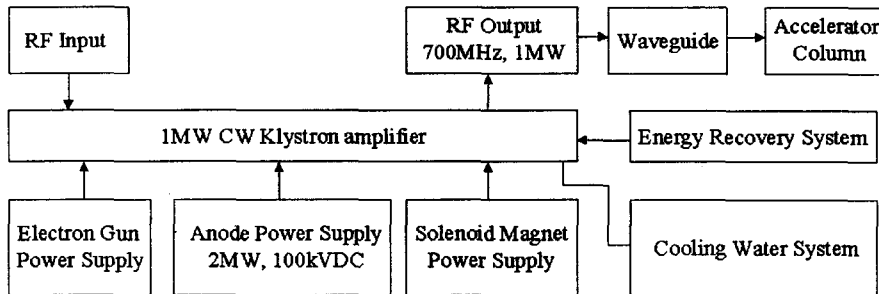 RF Input
RF Output
700MHz, 1MW
Waveguide
Accelerator
Column
1MW CW Klystron amplifier
Energy Recovery System
Electron Gun
Power Supply
Anode Power Supply
2MW, 100kVDC
Solenoid Magnet
Power Supply
Cooling Water System